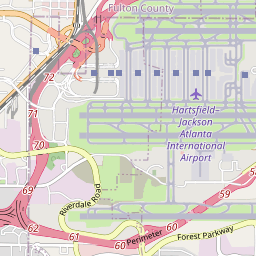 Fulton County
72
71
Hartsfield–
Jackson
Atlanta
International
Airport
70
69
59
Riverdale Road
60
62
61
60
60
Perimeter
Forest Parkway